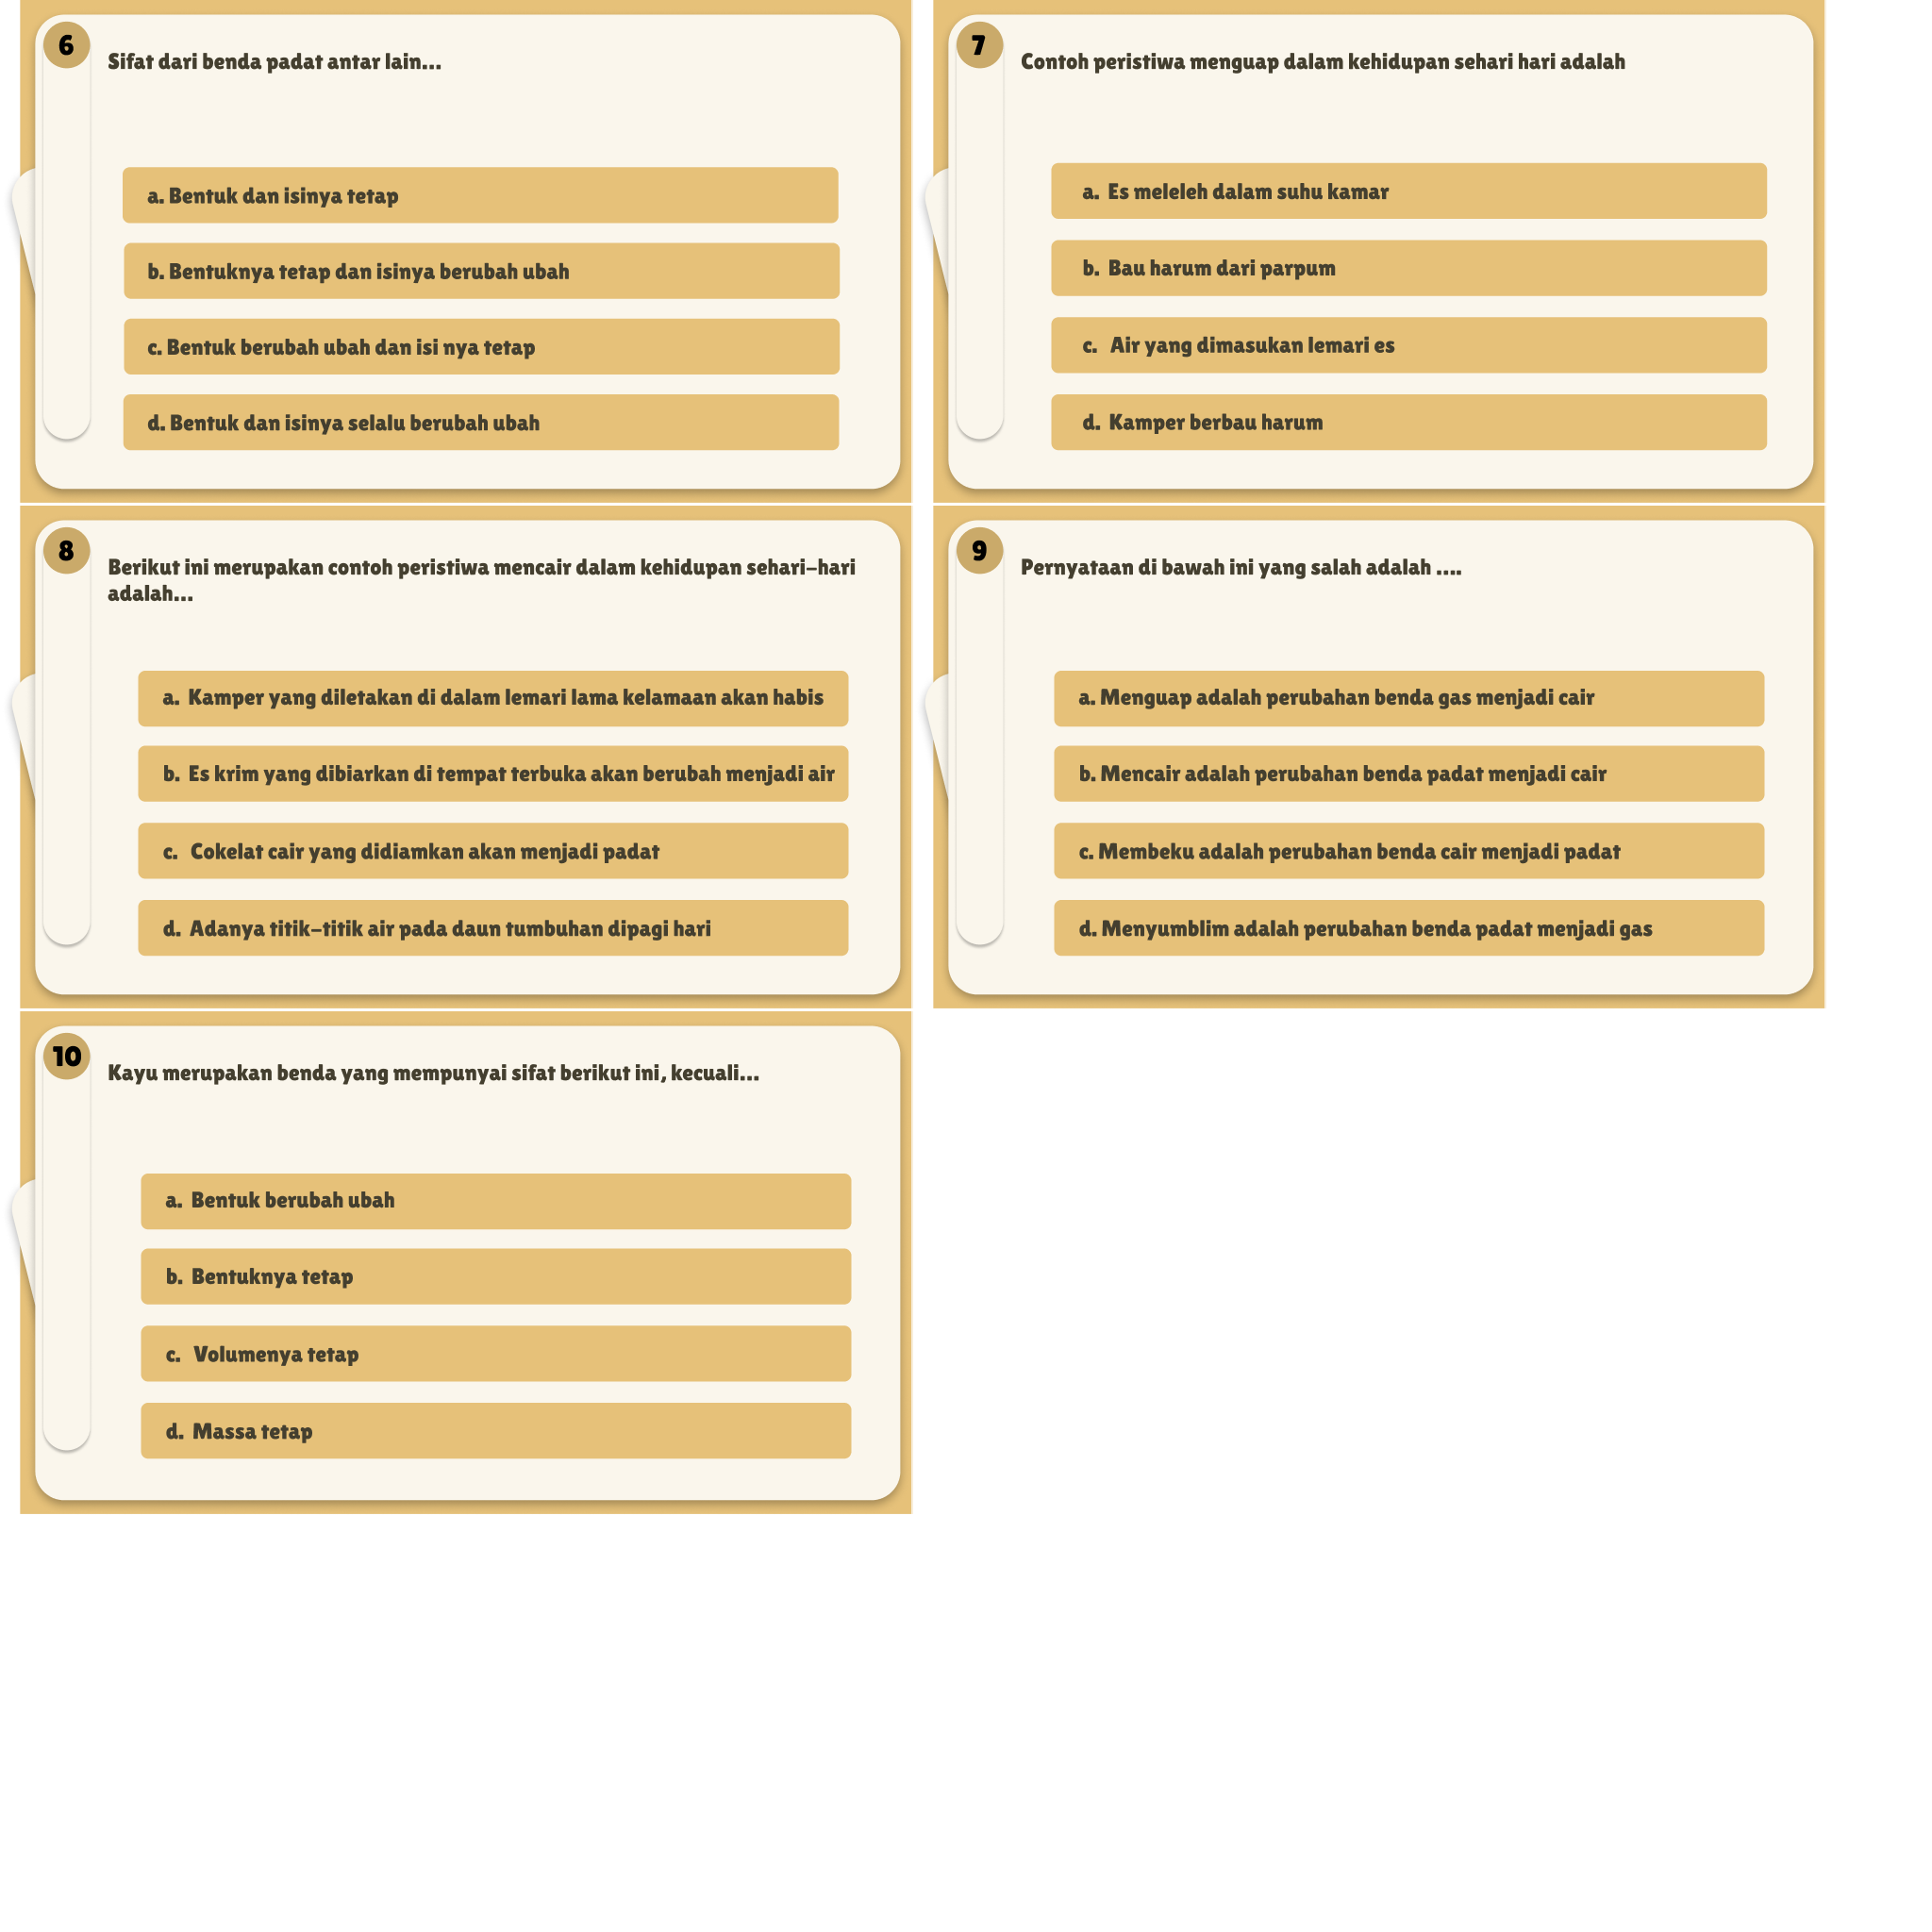 6
Sifat dari benda padat antar lain...
a. Bentuk dan isinya tetap
b. Bentuknya tetap dan isinya berubah ubah
c. Bentuk berubah ubah dan isi nya tetap
d. Bentuk dan isinya selalu berubah ubah
7
Contoh peristiwa menguap dalam kehidupan sehari hari adalah
a. Es meleleh dalam suhu kamar
b. Bau harum dari parpum
c. Air yang dimasukan lemari es
d. Kamper berbau harum
8
Berikut ini merupakan contoh peristiwa mencair dalam kehidupan sehari-hari
adalah...
a. Kamper yang diletakan di dalam lemari lama kelamaan akan habis
b. Es krim yang dibiarkan di tempat terbuka akan berubah menjadi air
c. Cokelat cair yang didiamkan akan menjadi padat
d. Adanya titik-titik air pada daun tumbuhan dipagi hari
9
Pernyataan di bawah ini yang salah adalah ....
a. Menguap adalah perubahan benda gas menjadi cair
b. Mencair adalah perubahan benda padat menjadi cair
c. Membeku adalah perubahan benda cair menjadi padat
d. Menyumblim adalah perubahan benda padat menjadi gas
10
Kayu merupakan benda yang mempunyai sifat berikut ini, kecuali...
a. Bentuk berubah ubah
b. Bentuknya tetap
c. Volumenya tetap
d. Massa tetap